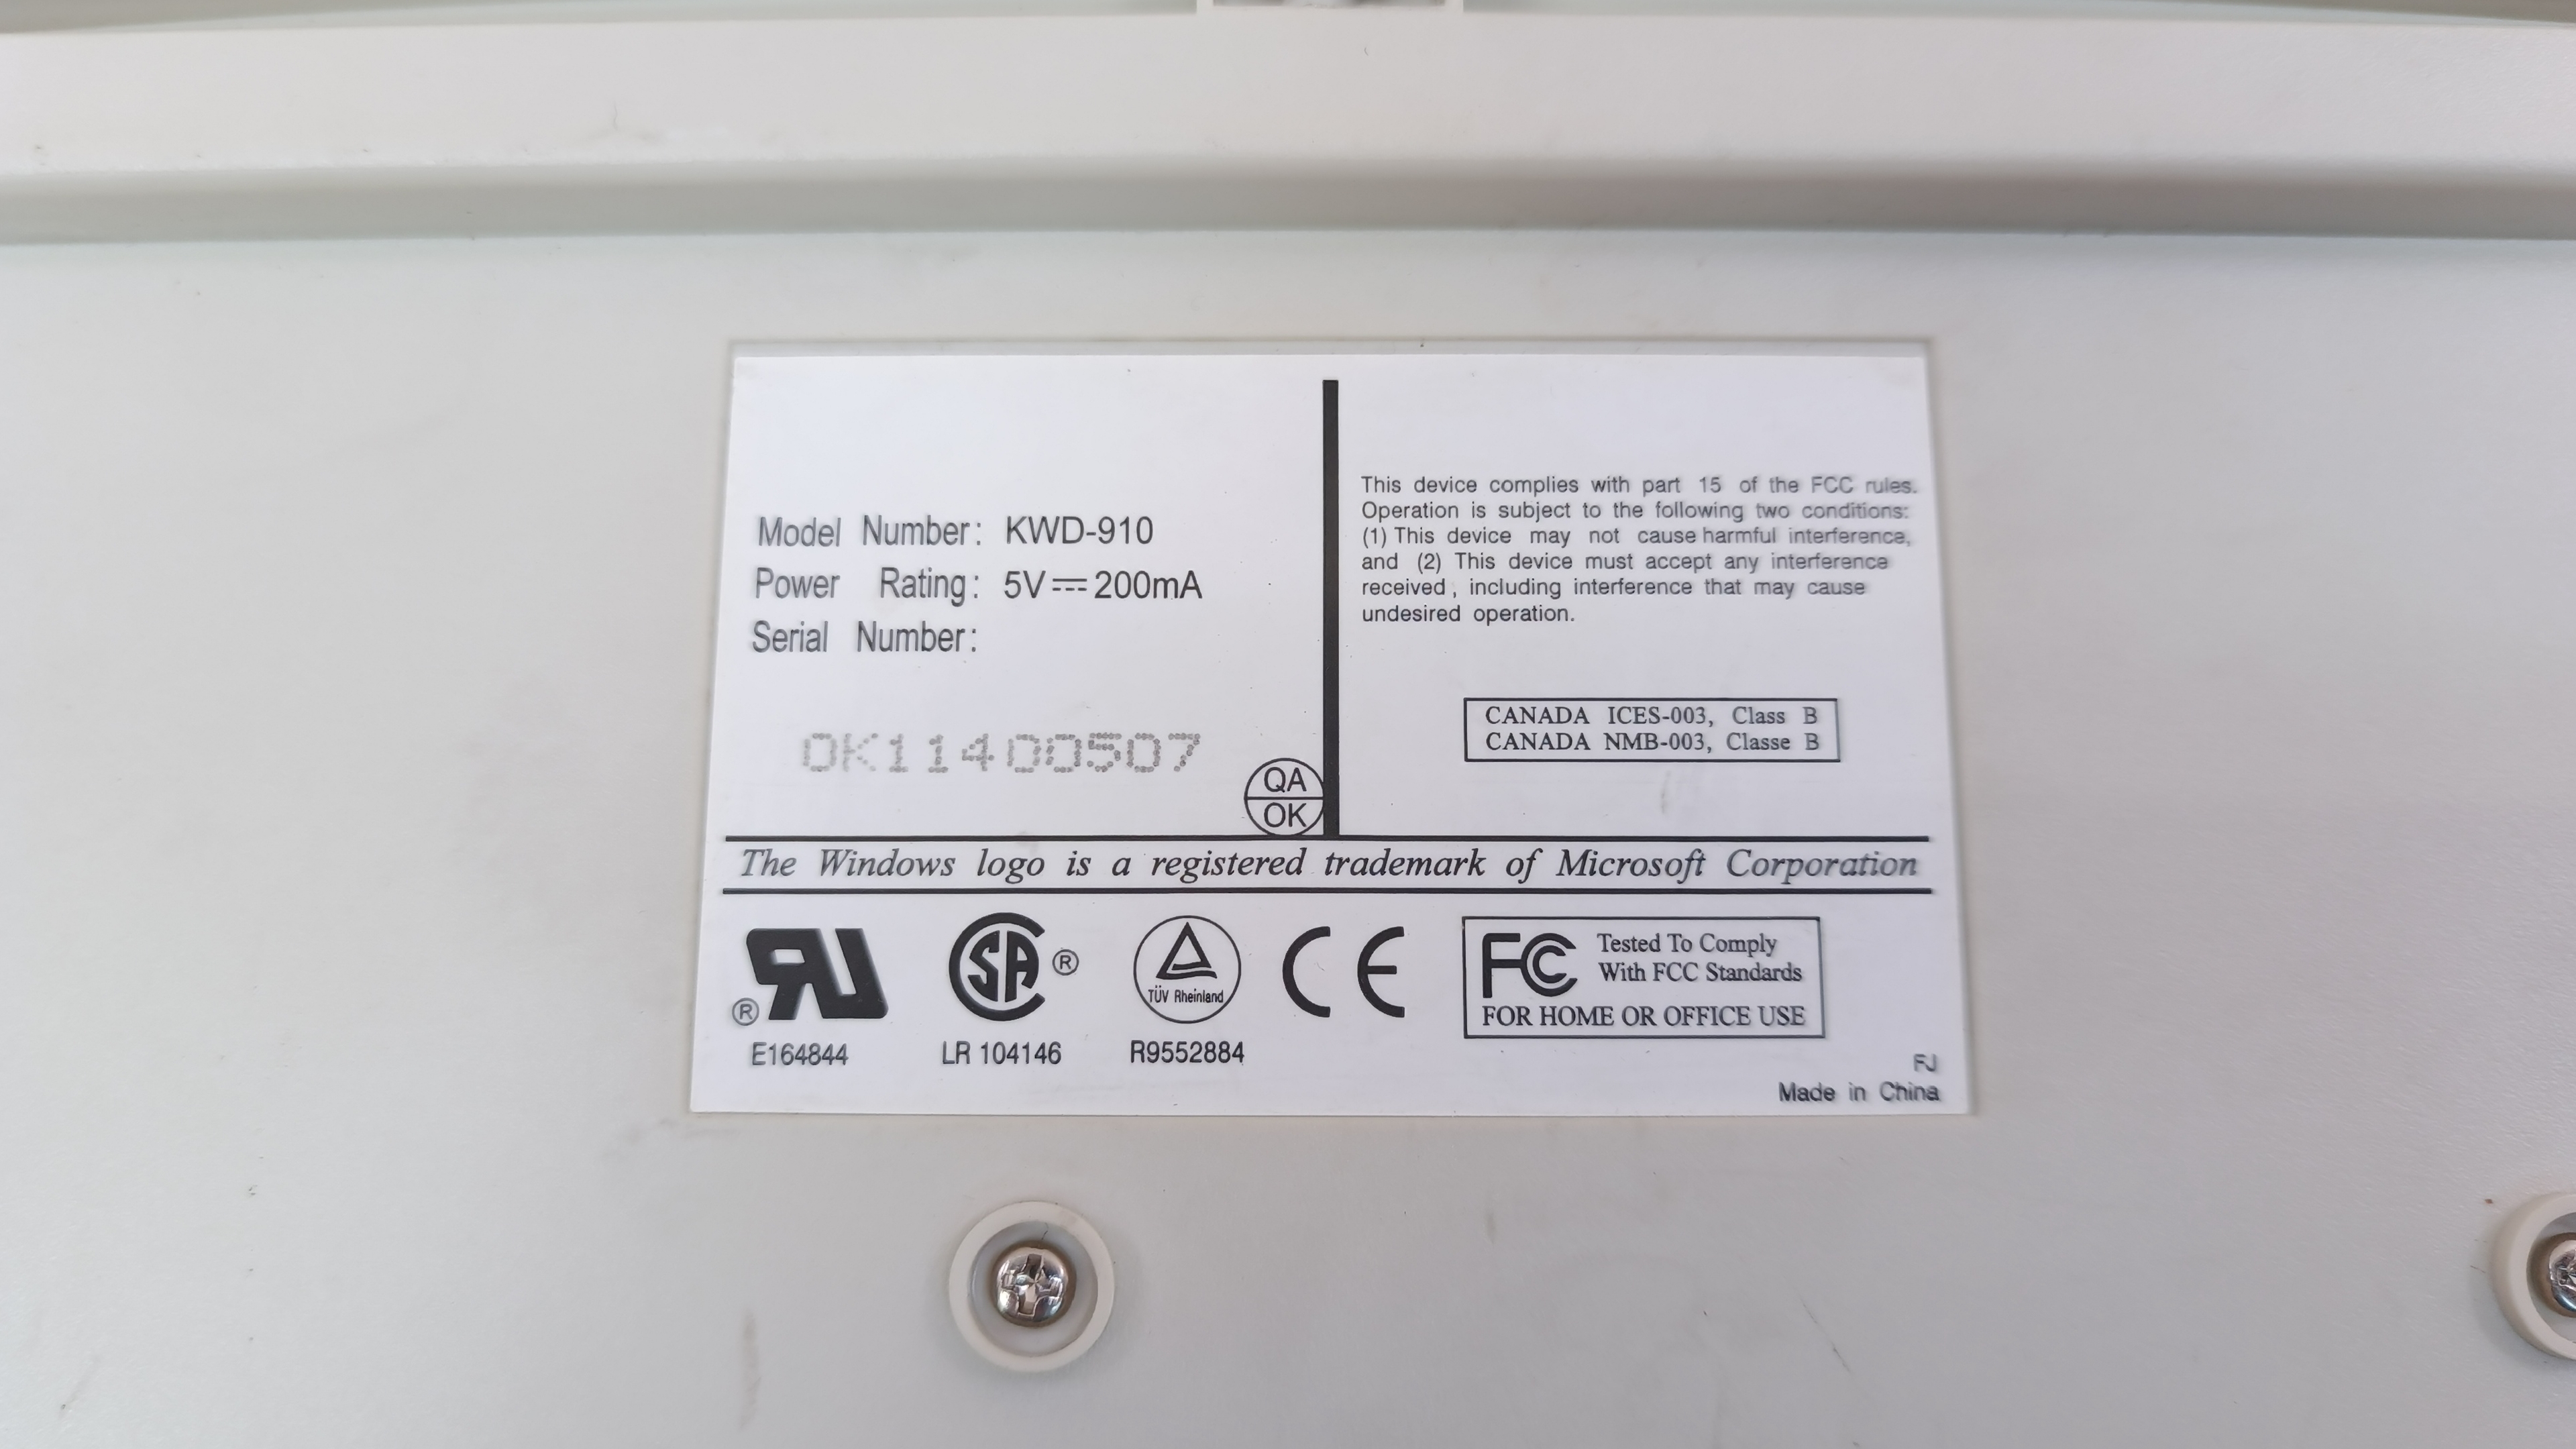 Model Number: KWD-910
Power Rating: 5V⎓200mA
Serial Number:
0K11400507
QA
OK
This device complies with part 15 of the FCC rules.
Operation is subject to the following two conditions:
(1) This device may not cause harmful interference,
and (2) This device must accept any interference
received, including interference that may cause
undesired operation.
CANADA ICES-003, Class B
CANADA NMB-003, Classe B
The Windows logo is a registered trademark of Microsoft Corporation
®
E164844
SA ®
LR 104146
TÜV Rheinland
R9552884
CE
FC Tested To Comply
With FCC Standards
FOR HOME OR OFFICE USE
FJ
Made in China